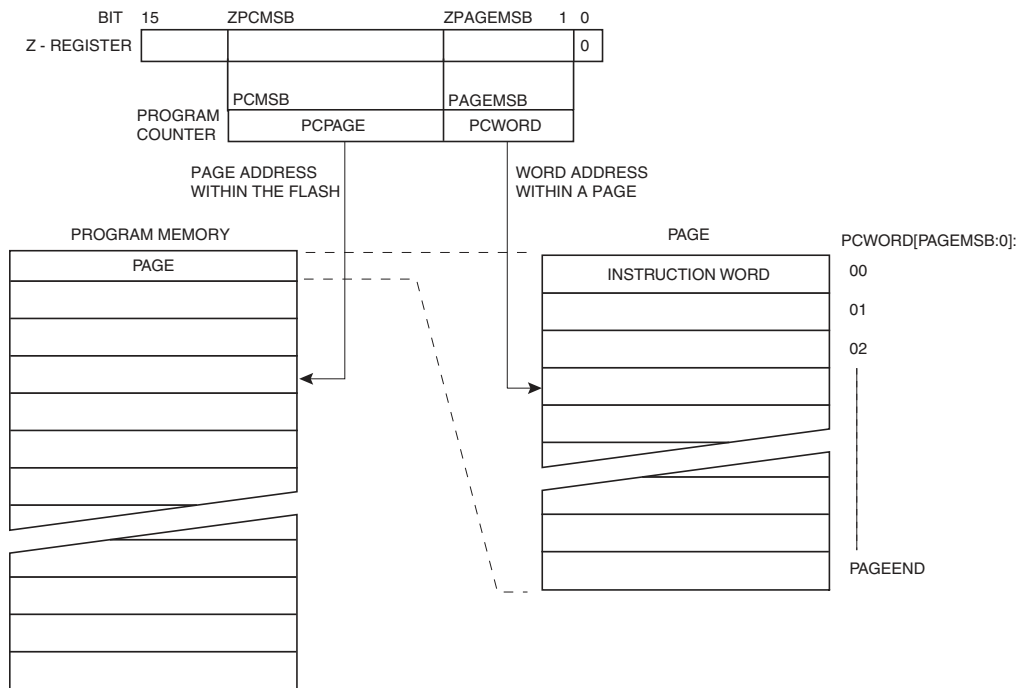 BIT 15 ZPCMSB ZPAGEMSB 1 0
Z - REGISTER 0
PCMSB PAGEMSB
PROGRAM
COUNTER
PCPAGE PCWORD
PAGE ADDRESS
WITHIN THE FLASH
WORD ADDRESS
WITHIN A PAGE
PROGRAM MEMORY
PAGE
PAGE
INSTRUCTION WORD
PCWORD[PAGEMSB:0]:
00
01
02
PAGEEND